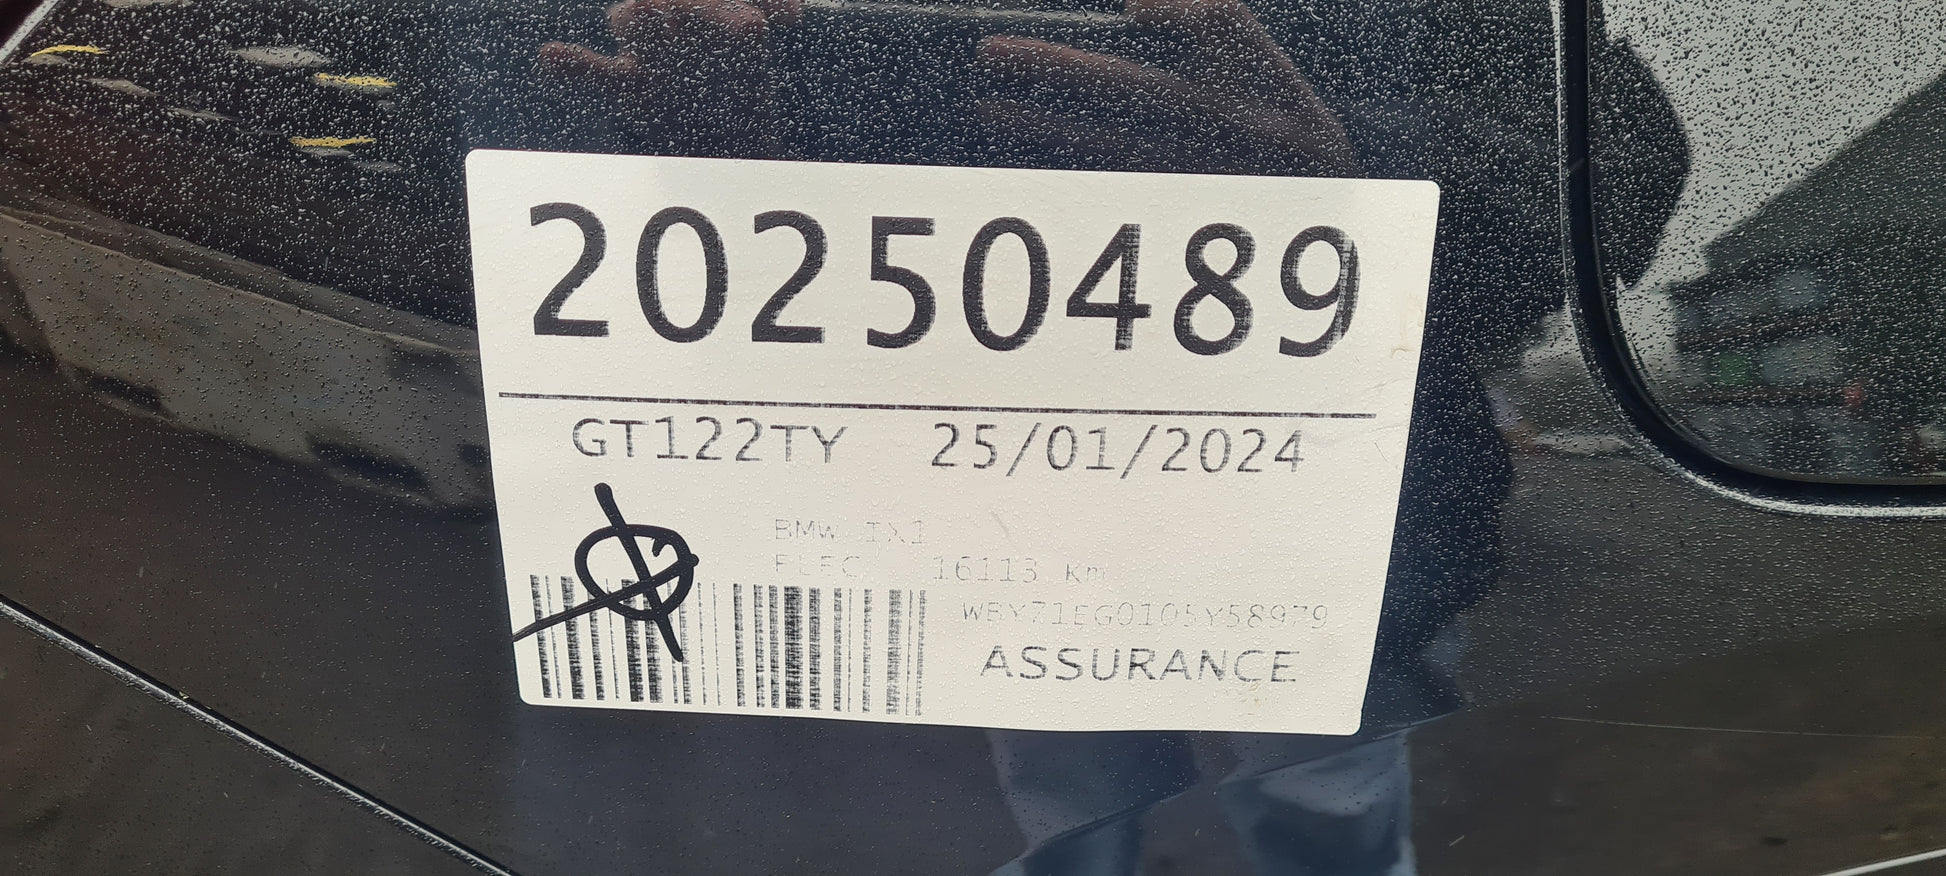 20250489
GT122TY 25/01/2024
BMW IX1
ELEC 16113 Km
WBY71EG0105Y58979
ASSURANCE